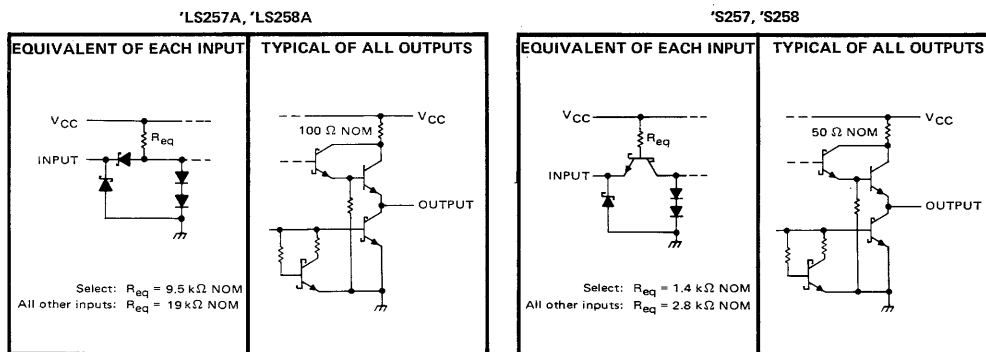 'LS257A, 'LS258A
EQUIVALENT OF EACH INPUT
VCC
Req
INPUT
Select: Req = 9.5 kΩ NOM
All other inputs: Req = 19 kΩ NOM
TYPICAL OF ALL OUTPUTS
VCC
100 Ω NOM
OUTPUT
'S257, 'S258
EQUIVALENT OF EACH INPUT
VCC
Req
INPUT
Select: Req = 1.4 kΩ NOM
All other inputs: Req = 2.8 kΩ NOM
TYPICAL OF ALL OUTPUTS
VCC
50 Ω NOM
OUTPUT